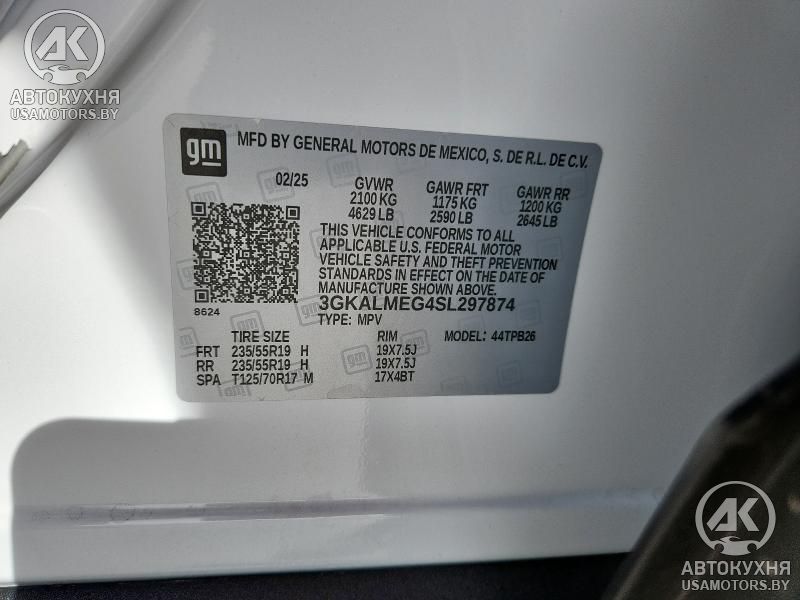 AK
АВТОКУХНЯ
USAMOTORS.BY
gm MFD BY GENERAL MOTORS DE MEXICO, S. DE R.L. DE C.V.
02/25 GVWR GAWR FRT GAWR RR
2100 KG 1175 KG 1200 KG
4629 LB 2590 LB 2645 LB
THIS VEHICLE CONFORMS TO ALL
APPLICABLE U.S. FEDERAL MOTOR
VEHICLE SAFETY AND THEFT PREVENTION
STANDARDS IN EFFECT ON THE DATE OF
MANUFACTURE SHOWN ABOVE.
8624 3GKALMEG4SL297874
TYPE: MPV MODEL: 44TPB26
TIRE SIZE RIM
FRT 235/55R19 H 19X7.5J
RR 235/55R19 H 19X7.5J
SPA T125/70R17 M 17X4BT
AK
АВТОКУХНЯ
USAMOTORS.BY